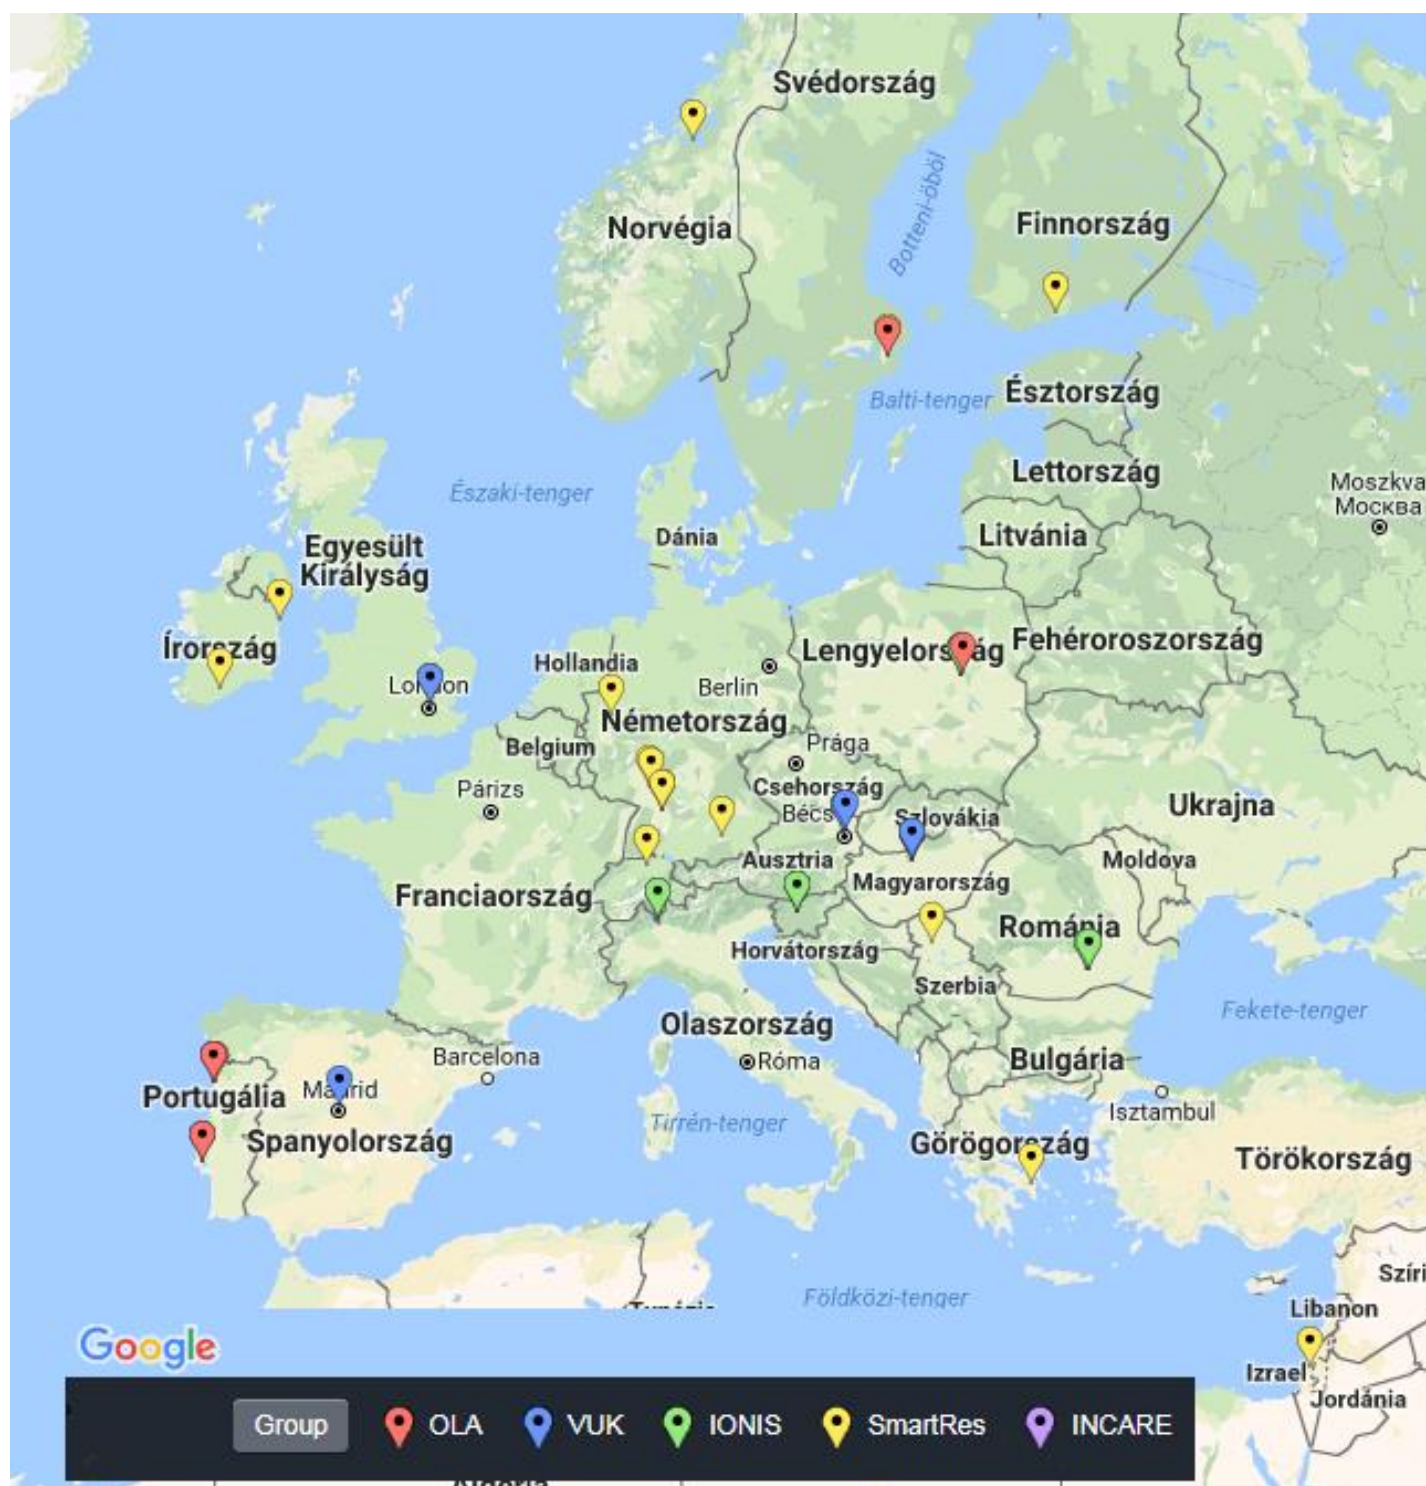 Svédország
Botteni-öböl
Norvégia
Finnország
Balti-tenger
Észtország
Lettország
Moszkva
Москва
Északi-tenger
Dánia
Litvánia
Egyesült
Királyság
Írország
Hollandia
Lengyelország
Fehéroroszország
London
Berlin
Németország
Belgium
Prága
Párizs
Csehország
Bécs
Szlovákia
Ukrajna
Ausztria
Moldova
Magyarország
Franciaország
Románia
Horvátország
Szerbia
Fekete-tenger
Olaszország
Barcelona
Róma
Bulgária
Portugália
Madrid
Isztambul
Tirrén-tenger
Spanyolország
Görögország
Törökország
Szíri
Földközi-tenger
Libanon
Tunézia
Google
Izrael
Jordánia
Group OLA VUK IONIS SmartRes INCARE